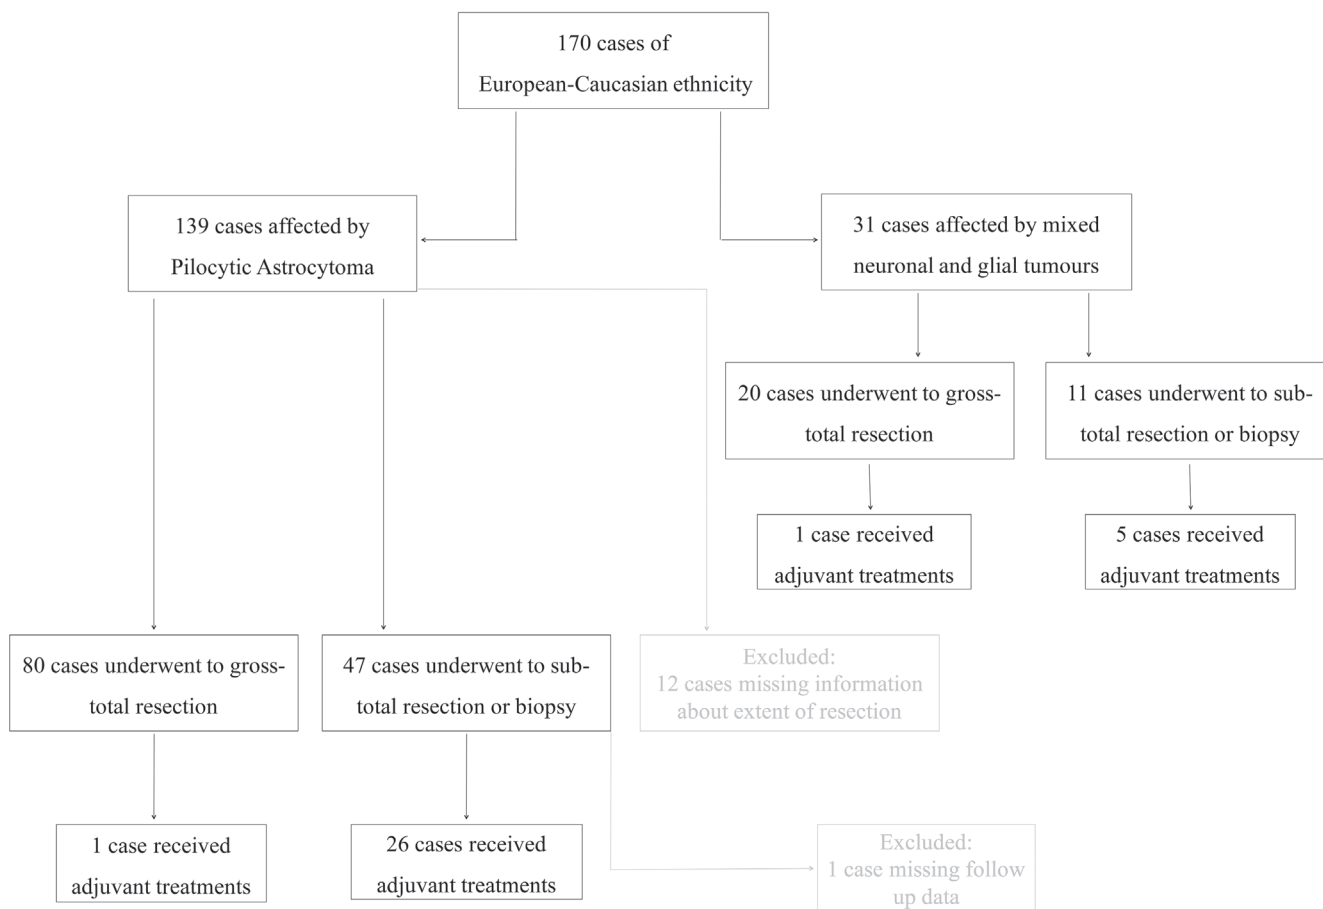 170 cases of
European-Caucasian ethnicity
139 cases affected by
Pilocytic Astrocytoma
31 cases affected by mixed
neuronal and glial tumours
20 cases underwent to gross-
total resection
11 cases underwent to sub-
total resection or biopsy
1 case received
adjuvant treatments
5 cases received
adjuvant treatments
80 cases underwent to gross-
total resection
47 cases underwent to sub-
total resection or biopsy
Excluded:
12 cases missing information
about extent of resection
1 case received
adjuvant treatments
26 cases received
adjuvant treatments
Excluded:
1 case missing follow
up data